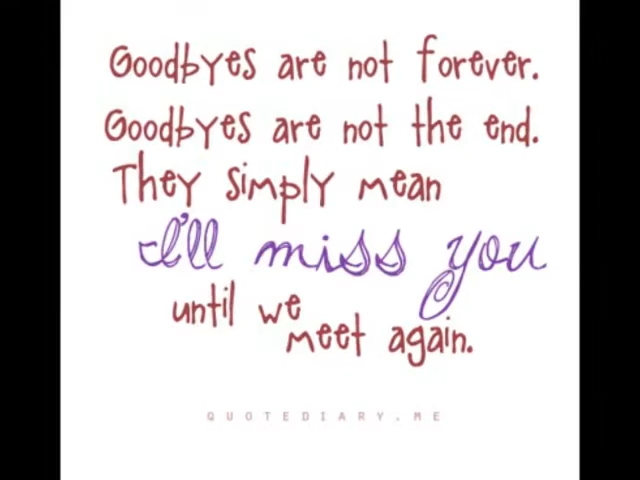 Goodbyes are not forever.
Goodbyes are not the end.
They simply mean
I'll miss you
until we
meet again.
QUOTEDIARY.ME